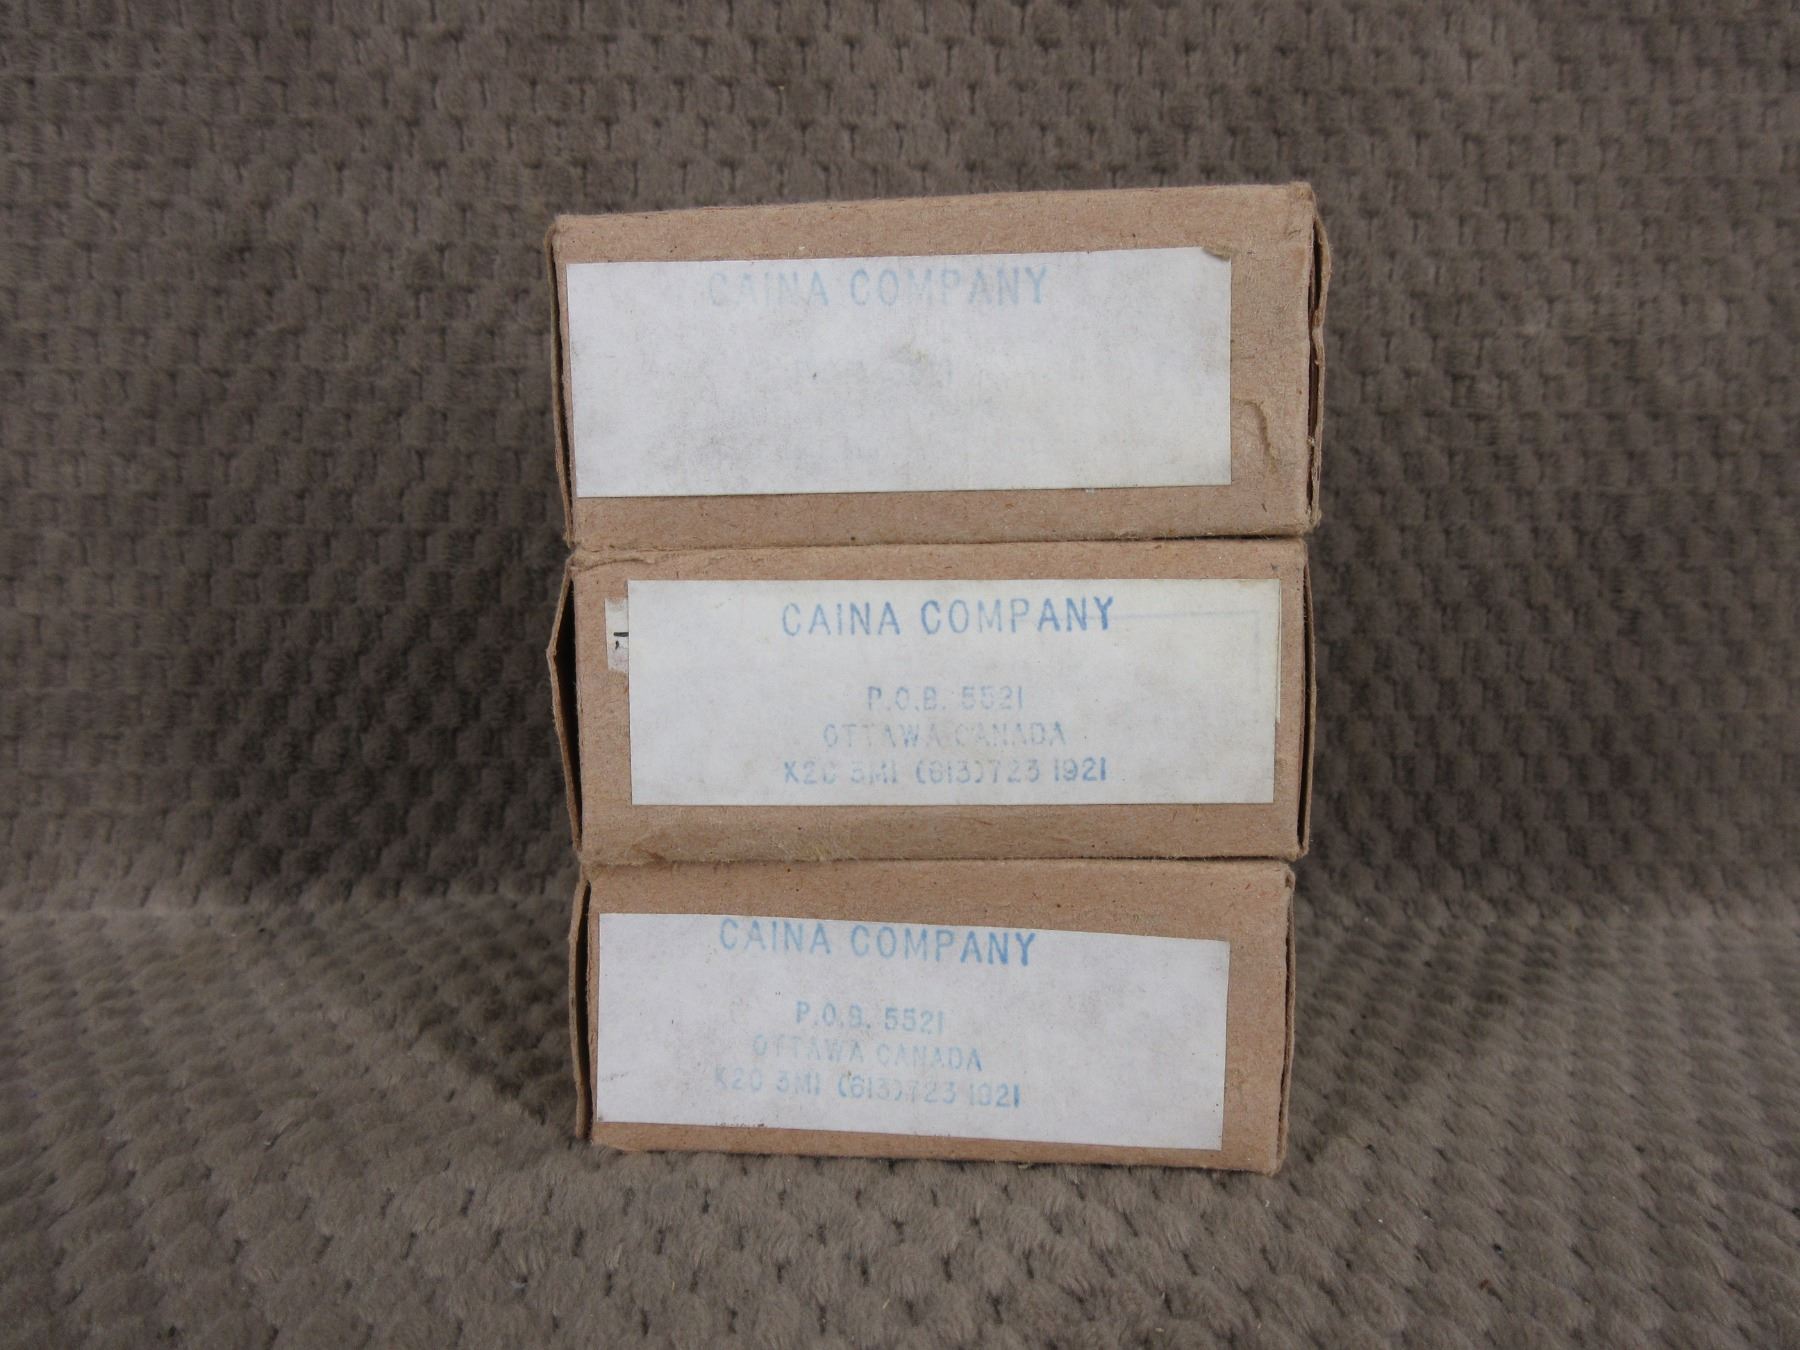 CAINA COMPANY
CAINA COMPANY
P.O.B. 5521
OTTAWA CANADA
K2C 3M1 (613)723 1921
CAINA COMPANY
P.O.B. 5521
OTTAWA CANADA
K2C 3M1 (613)723 1921